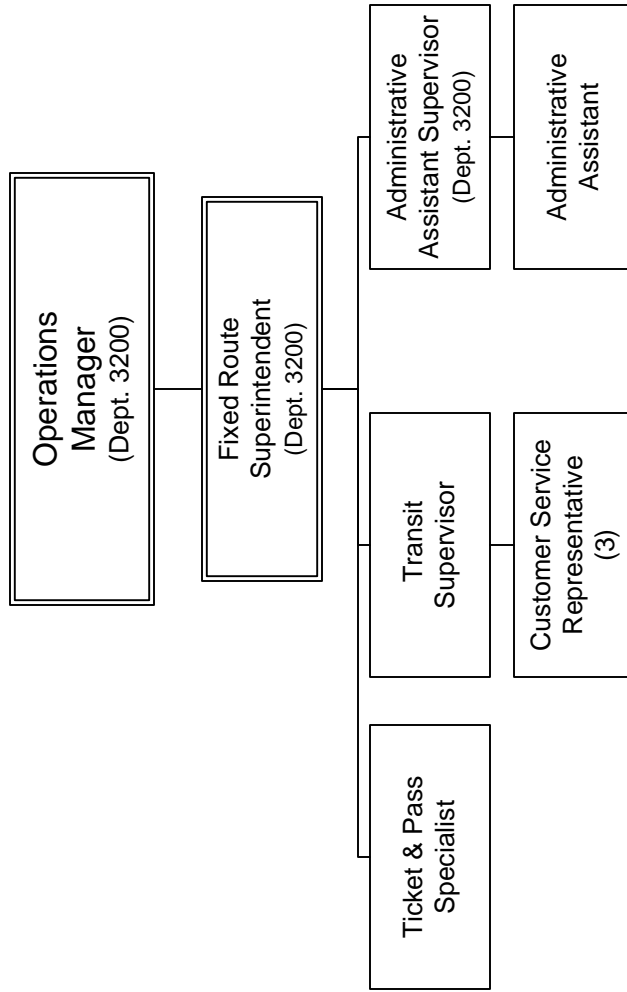 Operations
Manager
(Dept. 3200)
Fixed Route
Superintendent
(Dept. 3200)
Ticket & Pass
Specialist
Transit
Supervisor
Administrative
Assistant Supervisor
(Dept. 3200)
Customer Service
Representative
(3)
Administrative
Assistant